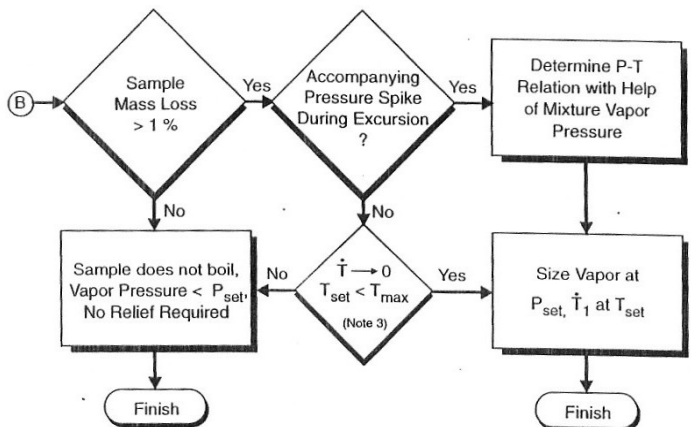 B
Sample
Mass Loss
> 1 %
Yes
Accompanying
Pressure Spike
During Excursion
?
Yes
Determine P-T
Relation with Help
of Mixture Vapor
Pressure
No
No
Sample does not boil,
Vapor Pressure < Pset,
No Relief Required
No
Ṫ → 0
Tset < Tmax
(Note 3)
Yes
Size Vapor at
Pset, Ṫ1 at Tset
Finish
Finish